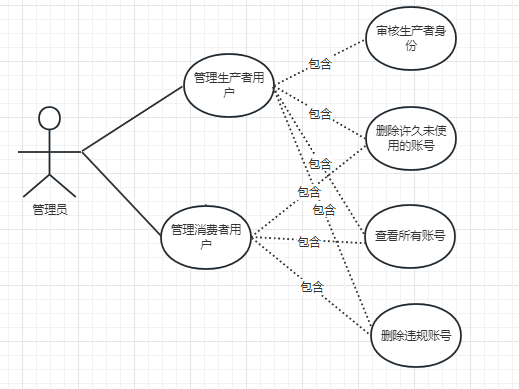 审核生产者身
份
包含
管理生产者用
户
包含
删除许久未使
用的账号
包含
包含
管理员
包含
管理消费者用
户
包含
查看所有账号
包含
删除违规账号